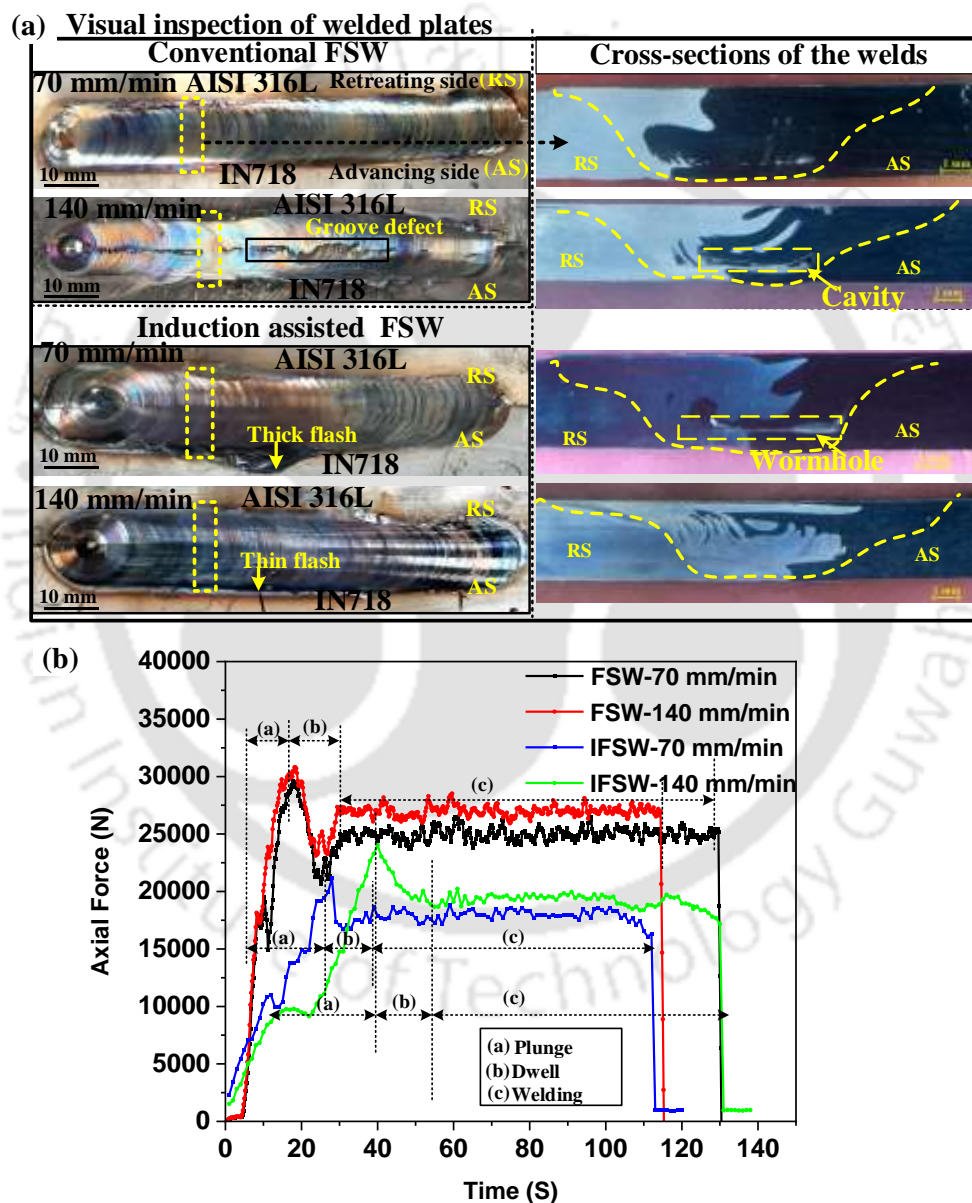 (a) Visual inspection of welded plates
Conventional FSW
Cross-sections of the welds
70 mm/min AISI 316L Retreating side (RS)
IN718 Advancing side (AS)
10 mm
RS
AS
140 mm/min AISI 316L RS
Groove defect
IN718 AS
10 mm
RS
AS
Cavity
Induction assisted FSW
70 mm/min
AISI 316L RS
AS
Thick flash
IN718
10 mm
RS
AS
Wormhole
140 mm/min AISI 316L RS
Thin flash
AS
IN718
10 mm
RS
AS
(b)
40000
35000
30000
25000
20000
15000
10000
5000
0
Axial Force (N)
FSW-70 mm/min
FSW-140 mm/min
IFSW-70 mm/min
IFSW-140 mm/min
(a) (b)
(c)
(a) (b) (c)
(a) (b) (c)
(a) Plunge
(b) Dwell
(c) Welding
0 20 40 60 80 100 120 140
Time (S)
Indian Institute of Technology Guwahati